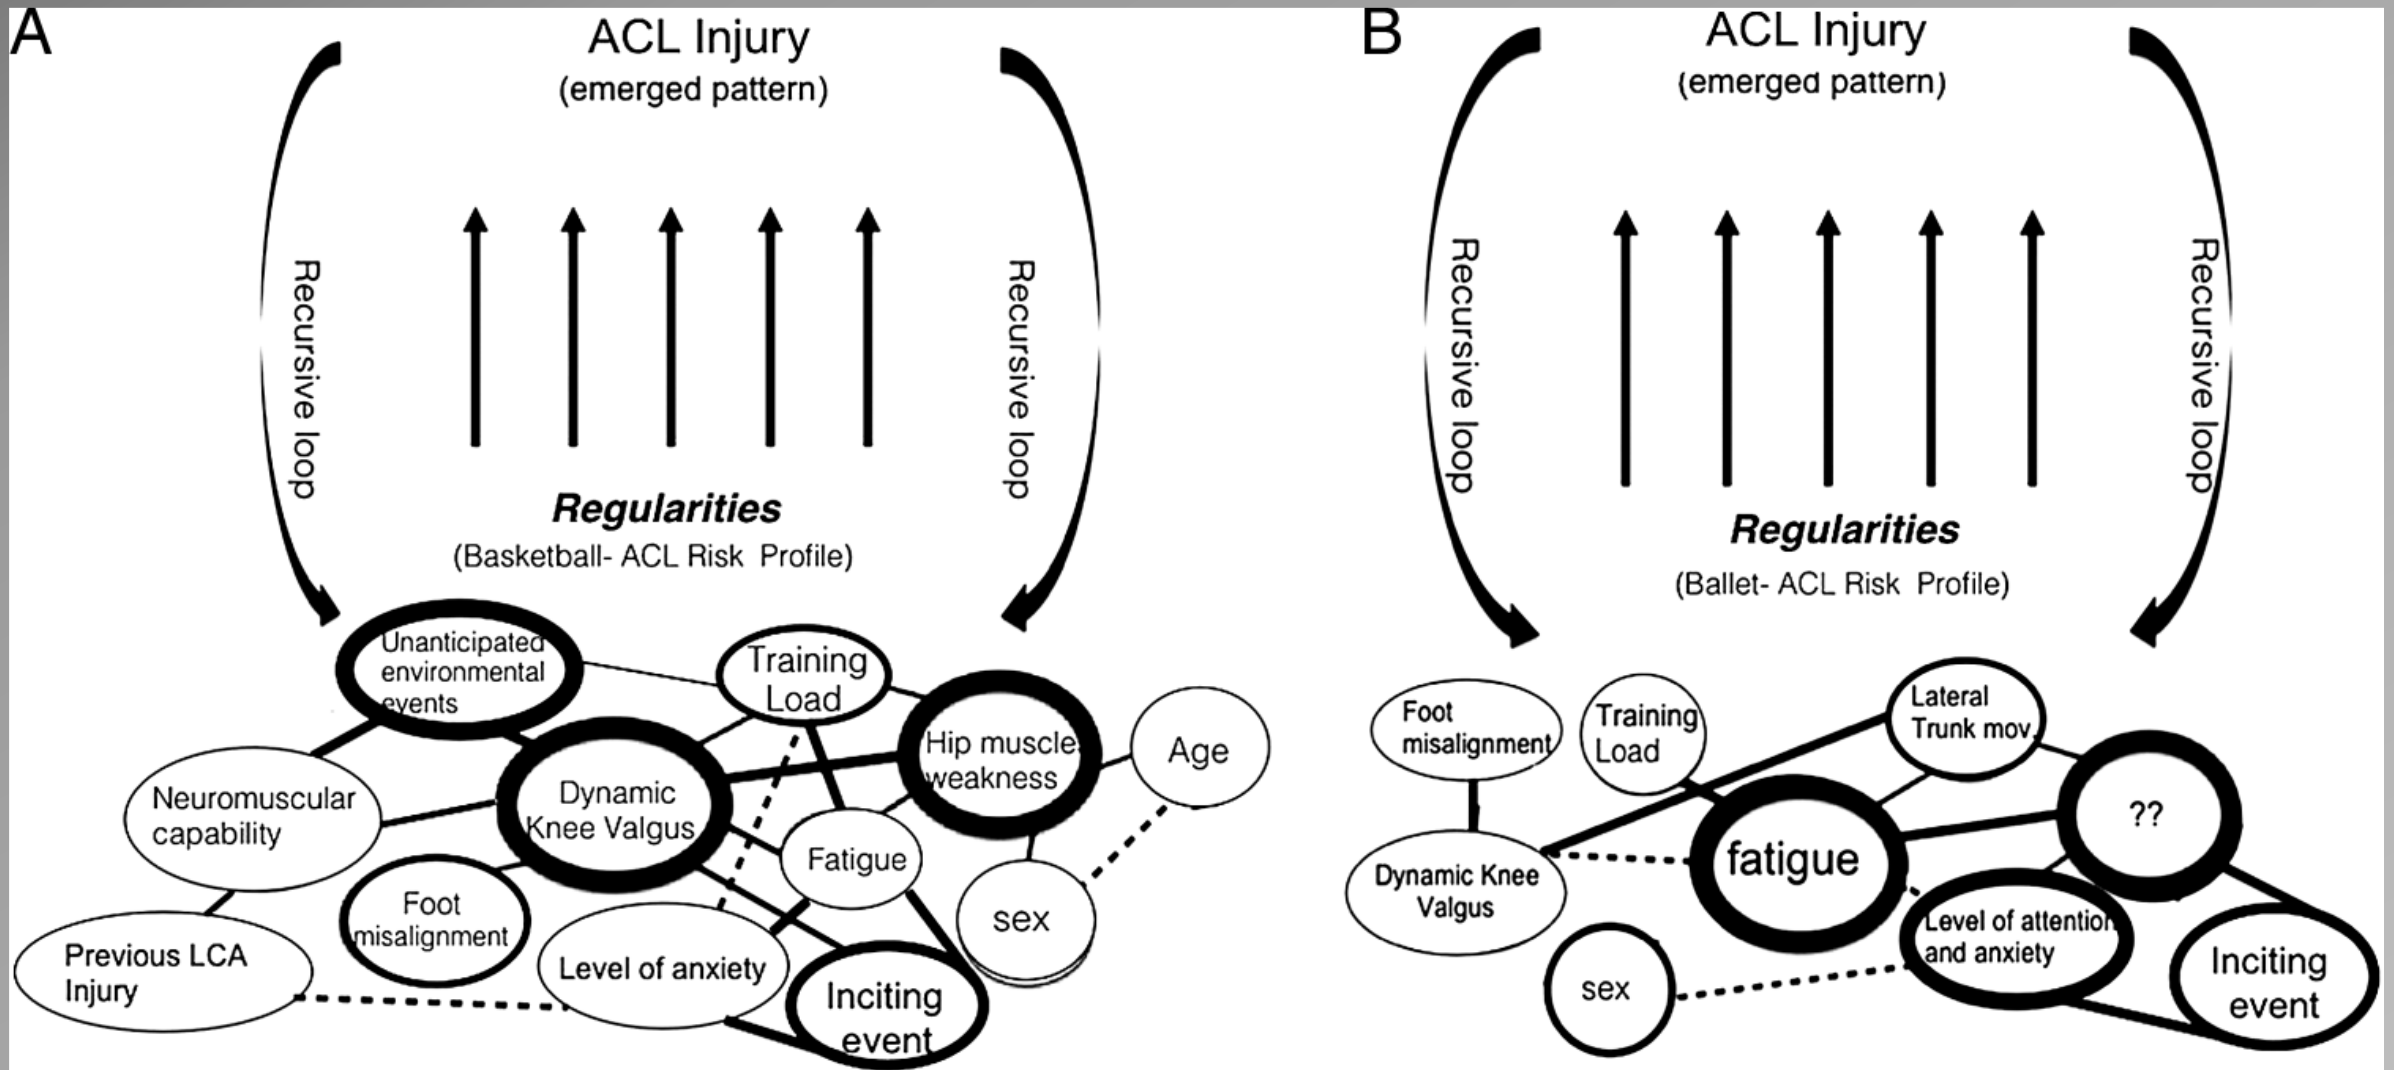 A
ACL Injury
(emerged pattern)
Recursive loop
Recursive loop
Regularities
(Basketball- ACL Risk Profile)
Unanticipated
environmental
events
Training
Load
Hip muscle
weakness
Age
Neuromuscular
capability
Dynamic
Knee Valgus
Fatigue
Foot
misalignment
sex
Previous LCA
Injury
Level of anxiety
Inciting
event
B
ACL Injury
(emerged pattern)
Recursive loop
Recursive loop
Regularities
(Ballet- ACL Risk Profile)
Foot
misalignment
Training
Load
Lateral
Trunk mov.
??
fatigue
Dynamic Knee
Valgus
Level of attention
and anxiety
sex
Inciting
event